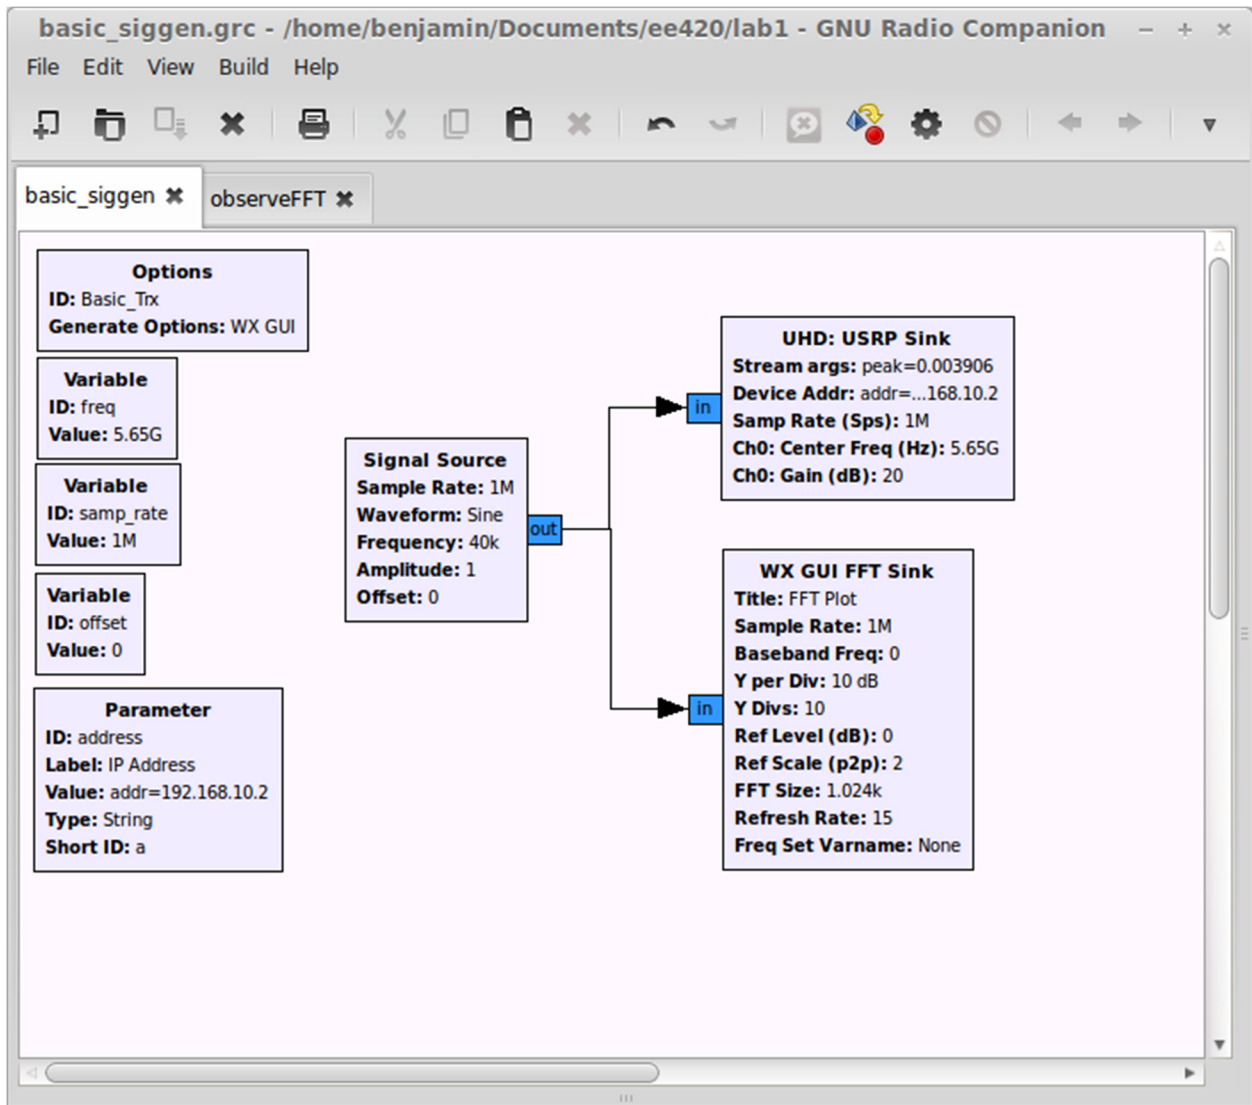 basic_siggen.grc - /home/benjamin/Documents/ee420/lab1 - GNU Radio Companion
File Edit View Build Help
basic_siggen observeFFT
Options
ID: Basic_Trx
Generate Options: WX GUI
Variable
ID: freq
Value: 5.65G
Variable
ID: samp_rate
Value: 1M
Variable
ID: offset
Value: 0
Parameter
ID: address
Label: IP Address
Value: addr=192.168.10.2
Type: String
Short ID: a
Signal Source
Sample Rate: 1M
Waveform: Sine
Frequency: 40k
Amplitude: 1
Offset: 0
out
in
UHD: USRP Sink
Stream args: peak=0.003906
Device Addr: addr=...168.10.2
Samp Rate (Sps): 1M
Ch0: Center Freq (Hz): 5.65G
Ch0: Gain (dB): 20
in
WX GUI FFT Sink
Title: FFT Plot
Sample Rate: 1M
Baseband Freq: 0
Y per Div: 10 dB
Y Divs: 10
Ref Level (dB): 0
Ref Scale (p2p): 2
FFT Size: 1.024k
Refresh Rate: 15
Freq Set Varname: None